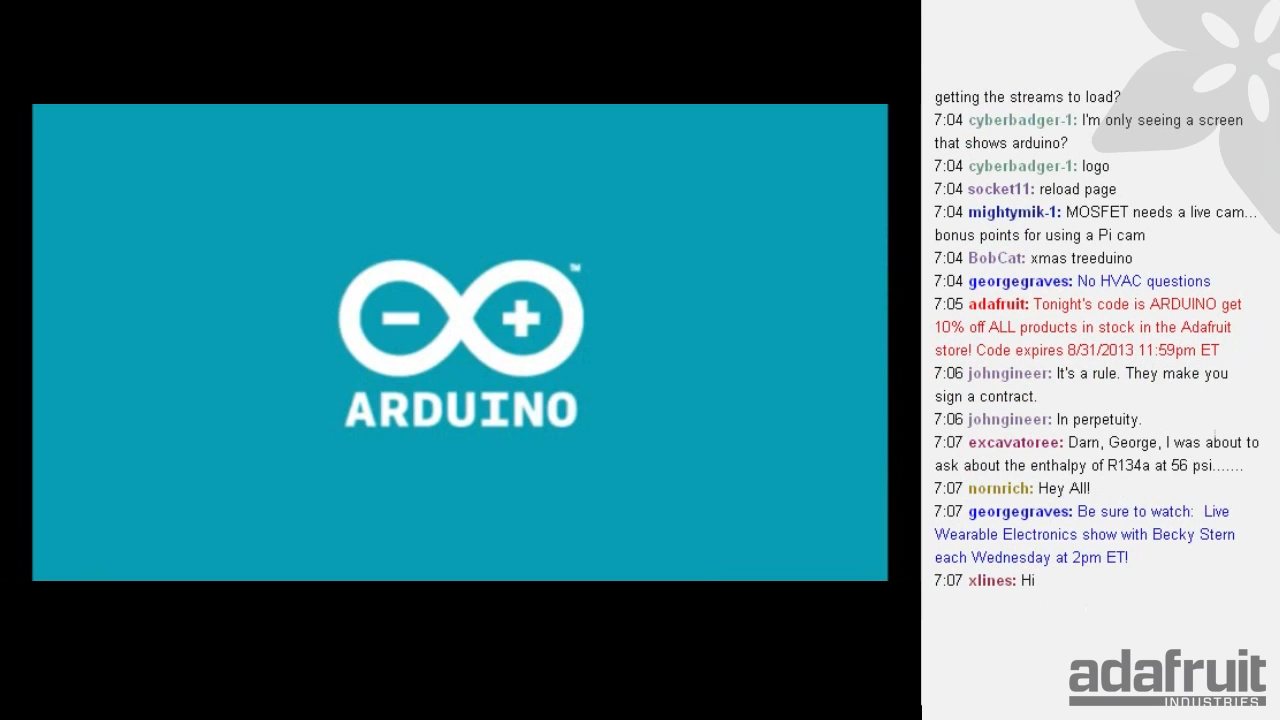 ™
ARDUINO
getting the streams to load?
7:04 cyberbadger-1: I'm only seeing a screen
that shows arduino?
7:04 cyberbadger-1: logo
7:04 socket11: reload page
7:04 mightymik-1: MOSFET needs a live cam...
bonus points for using a Pi cam
7:04 BobCat: xmas treeduino
7:04 georgegraves: No HVAC questions
7:05 adafruit: Tonight's code is ARDUINO get
10% off ALL products in stock in the Adafruit
store! Code expires 8/31/2013 11:59pm ET
7:06 johngineer: It's a rule. They make you
sign a contract.
7:06 johngineer: In perpetuity.
7:07 excavatoree: Darn, George, I was about to
ask about the enthalpy of R134a at 56 psi.......
7:07 nornrich: Hey All!
7:07 georgegraves: Be sure to watch:  Live
Wearable Electronics show with Becky Stern
each Wednesday at 2pm ET!
7:07 xlines: Hi
adafruit
INDUSTRIES